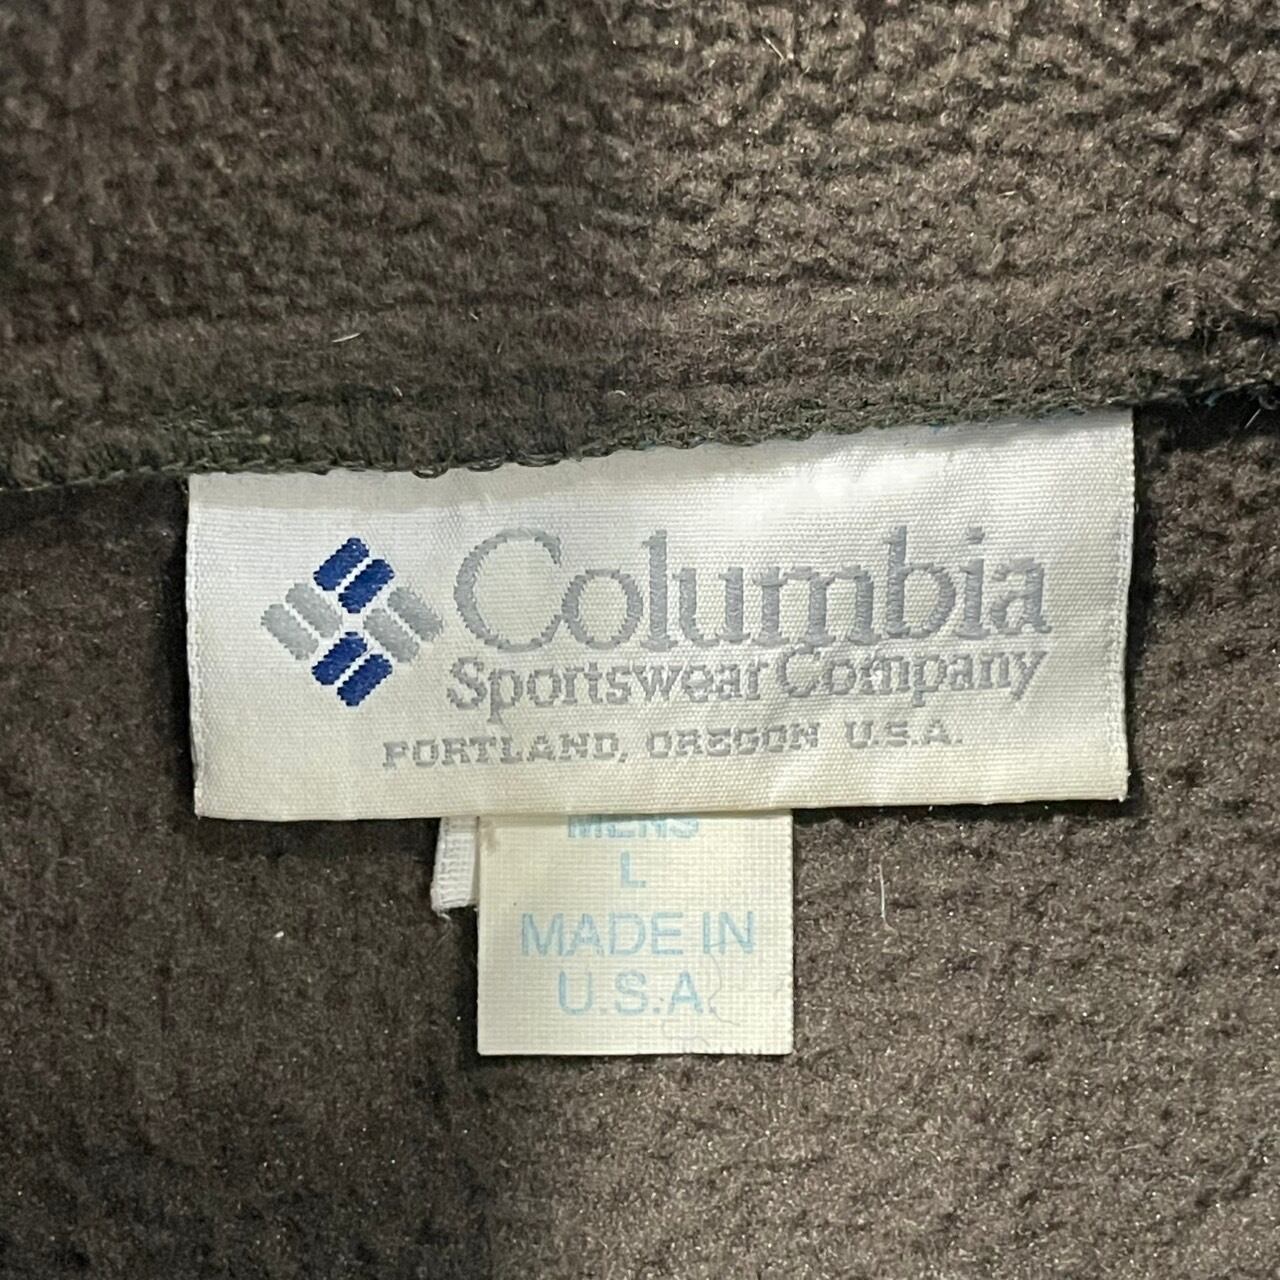 Columbia
Sportswear Company
PORTLAND, OREGON U.S.A.
MENS
L
MADE IN
U.S.A.